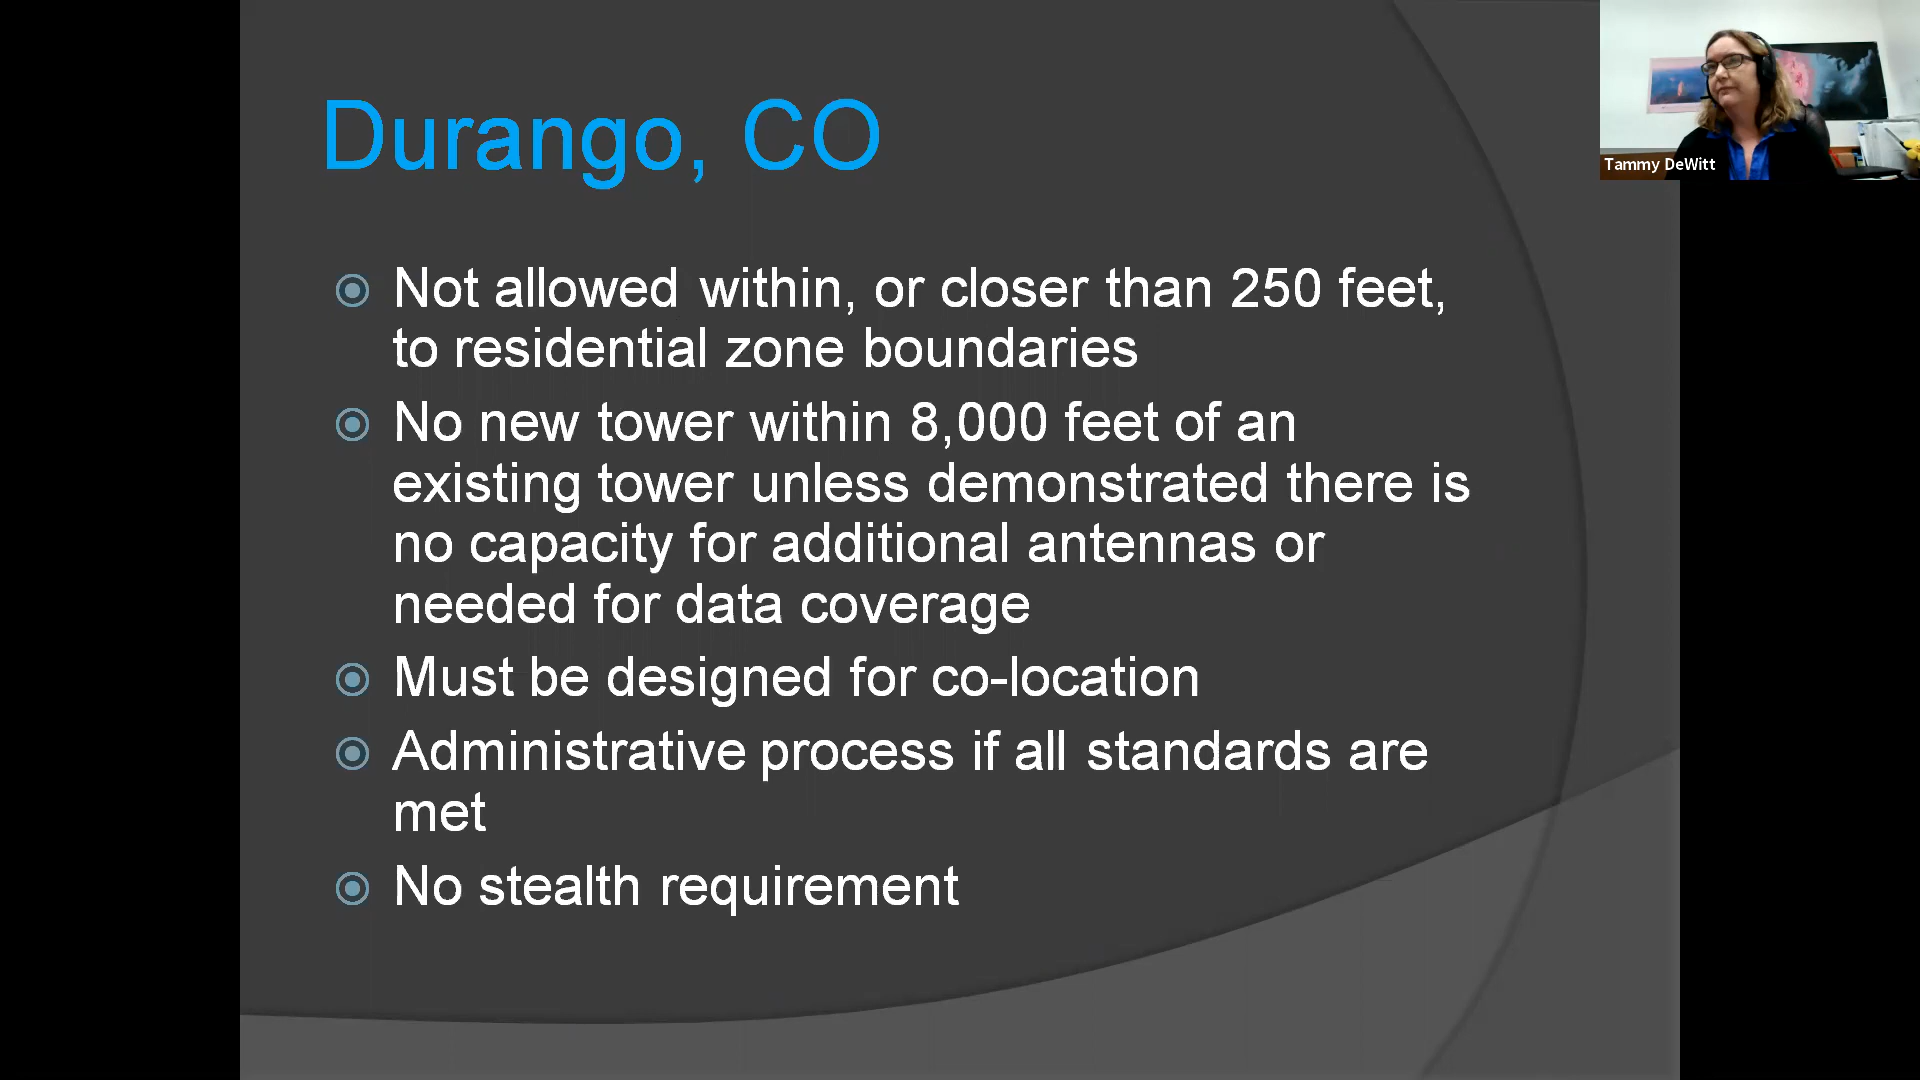 Durango, CO
Tammy DeWitt
Not allowed within, or closer than 250 feet,
to residential zone boundaries
No new tower within 8,000 feet of an
existing tower unless demonstrated there is
no capacity for additional antennas or
needed for data coverage
Must be designed for co-location
Administrative process if all standards are
met
No stealth requirement